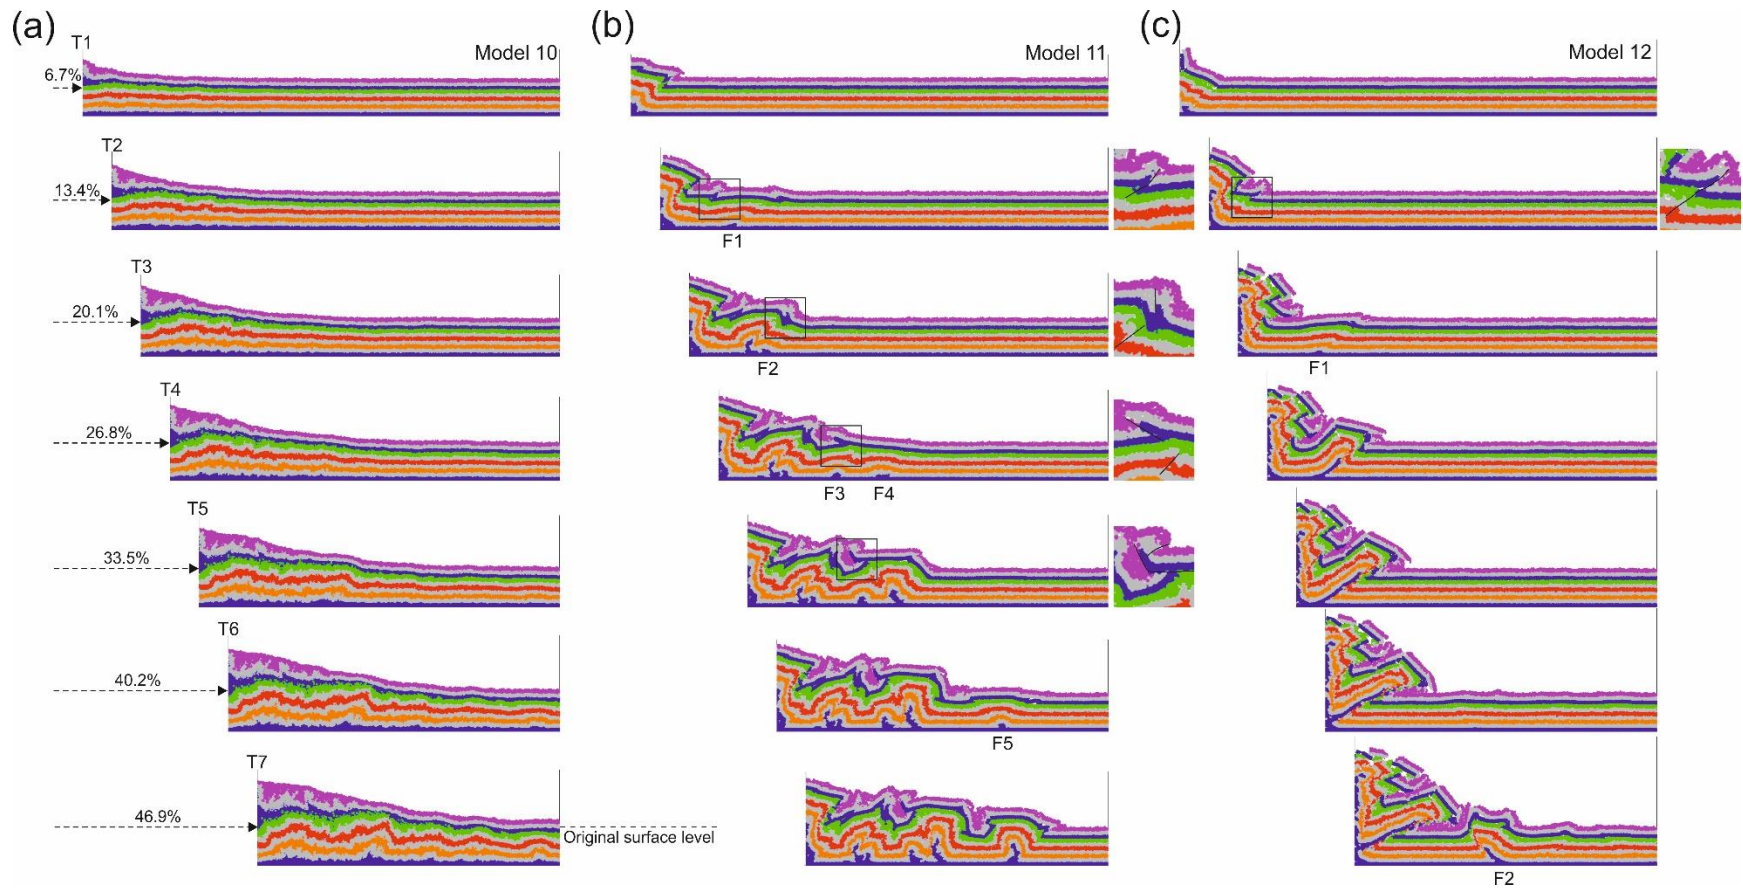 (a)
(b)
(c)
T1
Model 10
Model 11
Model 12
6.7%
T2
13.4%
F1
T3
20.1%
F2
F1
T4
26.8%
F3
F4
T5
33.5%
T6
40.2%
F5
T7
46.9%
Original surface level
F2